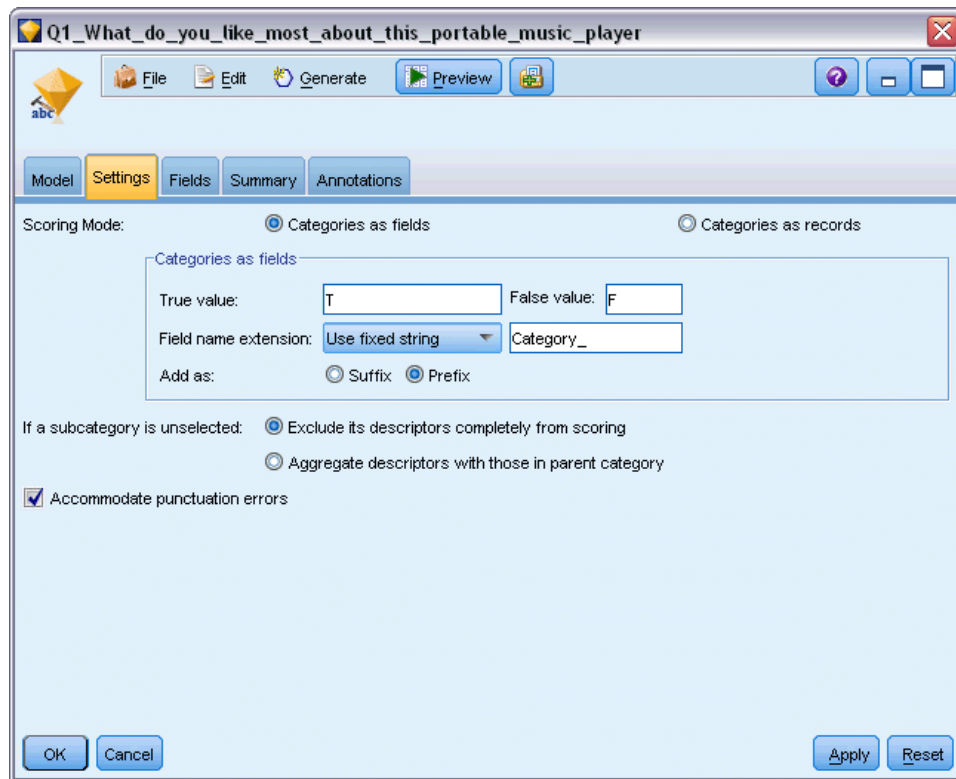 Q1_What_do_you_like_most_about_this_portable_music_player
abc
File Edit Generate Preview
Model Settings Fields Summary Annotations
Scoring Mode: Categories as fields Categories as records
Categories as fields
True value: T False value: F
Field name extension: Use fixed string Category_
Add as: Suffix Prefix
If a subcategory is unselected: Exclude its descriptors completely from scoring
Aggregate descriptors with those in parent category
Accommodate punctuation errors
OK Cancel Apply Reset